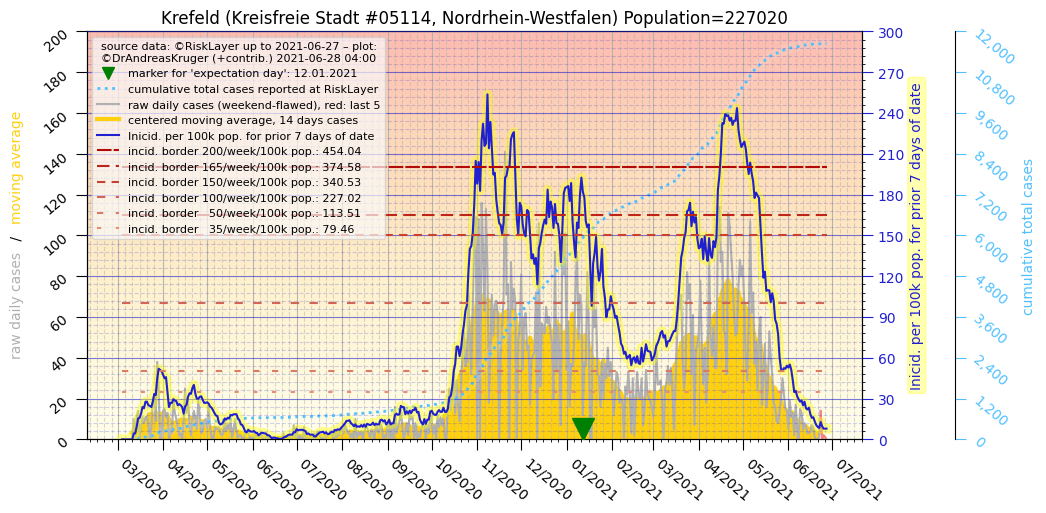 Krefeld (Kreisfreie Stadt #05114, Nordrhein-Westfalen) Population=227020
source data: ©RiskLayer up to 2021-06-27 – plot:
©DrAndreasKruger (+contrib.) 2021-06-28 04:00
marker for 'expectation day': 12.01.2021
cumulative total cases reported at RiskLayer
raw daily cases (weekend-flawed), red: last 5
centered moving average, 14 days cases
Inicid. per 100k pop. for prior 7 days of date
incid. border 200/week/100k pop.: 454.04
incid. border 165/week/100k pop.: 374.58
incid. border 150/week/100k pop.: 340.53
incid. border 100/week/100k pop.: 227.02
incid. border   50/week/100k pop.: 113.51
incid. border   35/week/100k pop.: 79.46
raw daily cases  /  moving average
200
180
160
140
120
100
80
60
40
20
0
300
270
240
210
180
150
120
90
60
30
0
Inicid. per 100k pop. for prior 7 days of date
12,000
10,800
9,600
8,400
7,200
6,000
4,800
3,600
2,400
1,200
0
cumulative total cases
03/2020
04/2020
05/2020
06/2020
07/2020
08/2020
09/2020
10/2020
11/2020
12/2020
01/2021
02/2021
03/2021
04/2021
05/2021
06/2021
07/2021